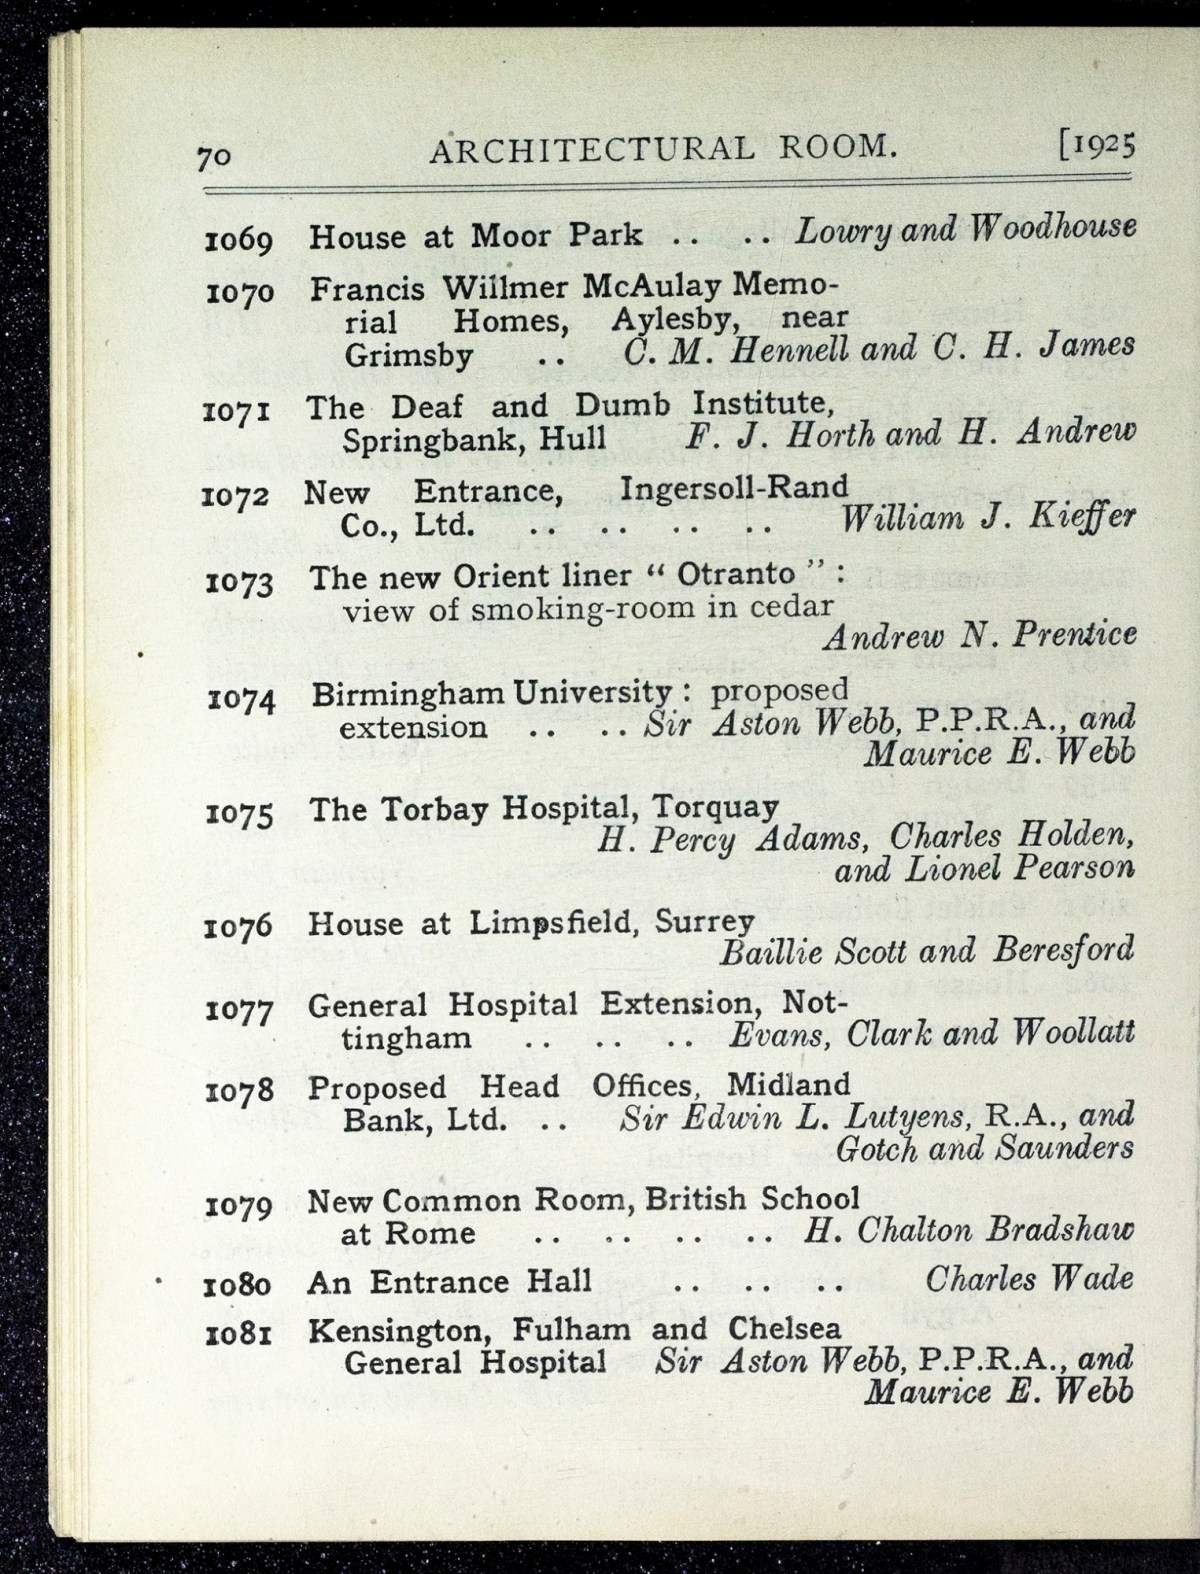 70 ARCHITECTURAL ROOM. [1925
1069 House at Moor Park .. .. Lowry and Woodhouse
1070 Francis Willmer McAulay Memo-
rial Homes, Aylesby, near
Grimsby .. C. M. Hennell and C. H. James
1071 The Deaf and Dumb Institute,
Springbank, Hull F. J. Horth and H. Andrew
1072 New Entrance, Ingersoll-Rand
Co., Ltd. .. .. .. .. William J. Kieffer
1073 The new Orient liner “ Otranto ” :
view of smoking-room in cedar
Andrew N. Prentice
1074 Birmingham University : proposed
extension .. .. Sir Aston Webb, P.P.R.A., and
Maurice E. Webb
1075 The Torbay Hospital, Torquay
H. Percy Adams, Charles Holden,
and Lionel Pearson
1076 House at Limpsfield, Surrey
Baillie Scott and Beresford
1077 General Hospital Extension, Not-
tingham .. .. .. Evans, Clark and Woollatt
1078 Proposed Head Offices, Midland
Bank, Ltd. .. Sir Edwin L. Lutyens, R.A., and
Gotch and Saunders
1079 New Common Room, British School
at Rome .. .. .. .. H. Chalton Bradshaw
1080 An Entrance Hall .. .. .. Charles Wade
1081 Kensington, Fulham and Chelsea
General Hospital Sir Aston Webb, P.P.R.A., and
Maurice E. Webb